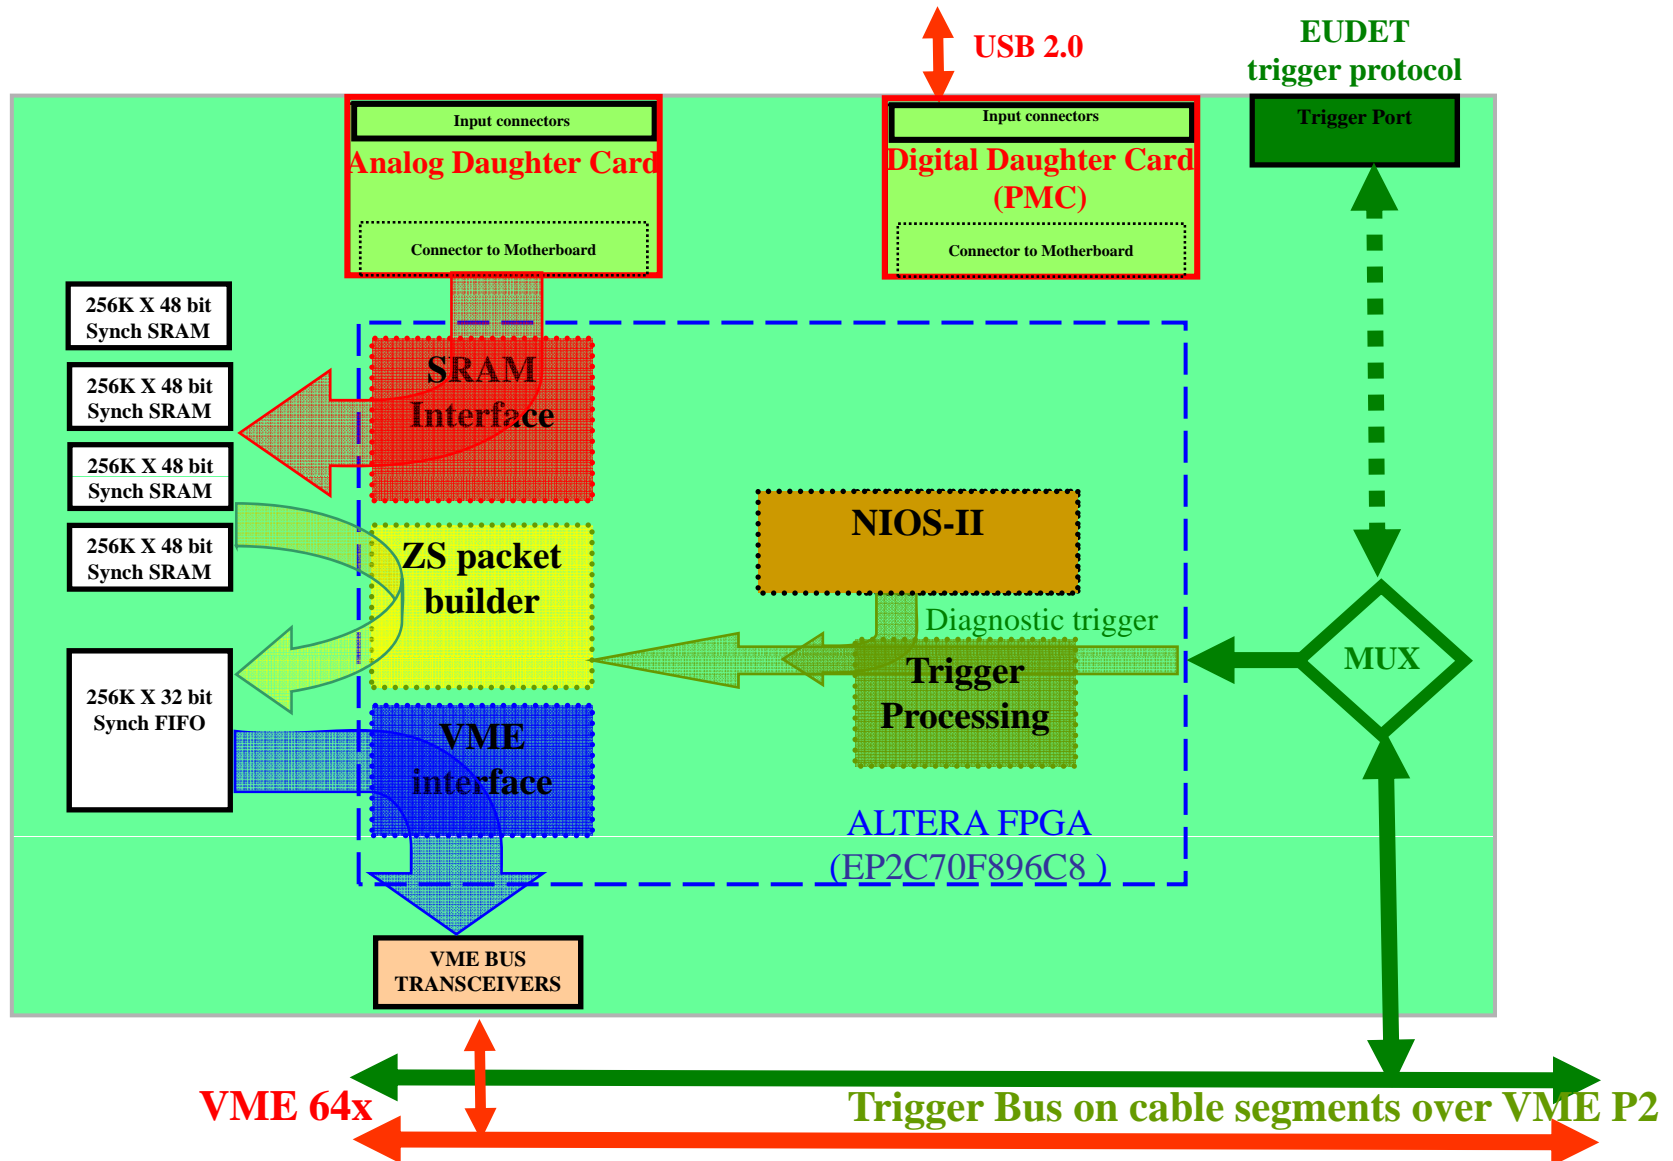 USB 2.0
EUDET
trigger protocol
Input connectors
Analog Daughter Card
Connector to Motherboard
Input connectors
Digital Daughter Card
(PMC)
Connector to Motherboard
Trigger Port
256K X 48 bit
Synch SRAM
256K X 48 bit
Synch SRAM
256K X 48 bit
Synch SRAM
256K X 48 bit
Synch SRAM
256K X 32 bit
Synch FIFO
SRAM
Interface
ZS packet
builder
VME
interface
NIOS-II
Diagnostic trigger
Trigger
Processing
MUX
ALTERA FPGA
(EP2C70F896C8 )
VME BUS
TRANSCEIVERS
VME 64x
Trigger Bus on cable segments over VME P2